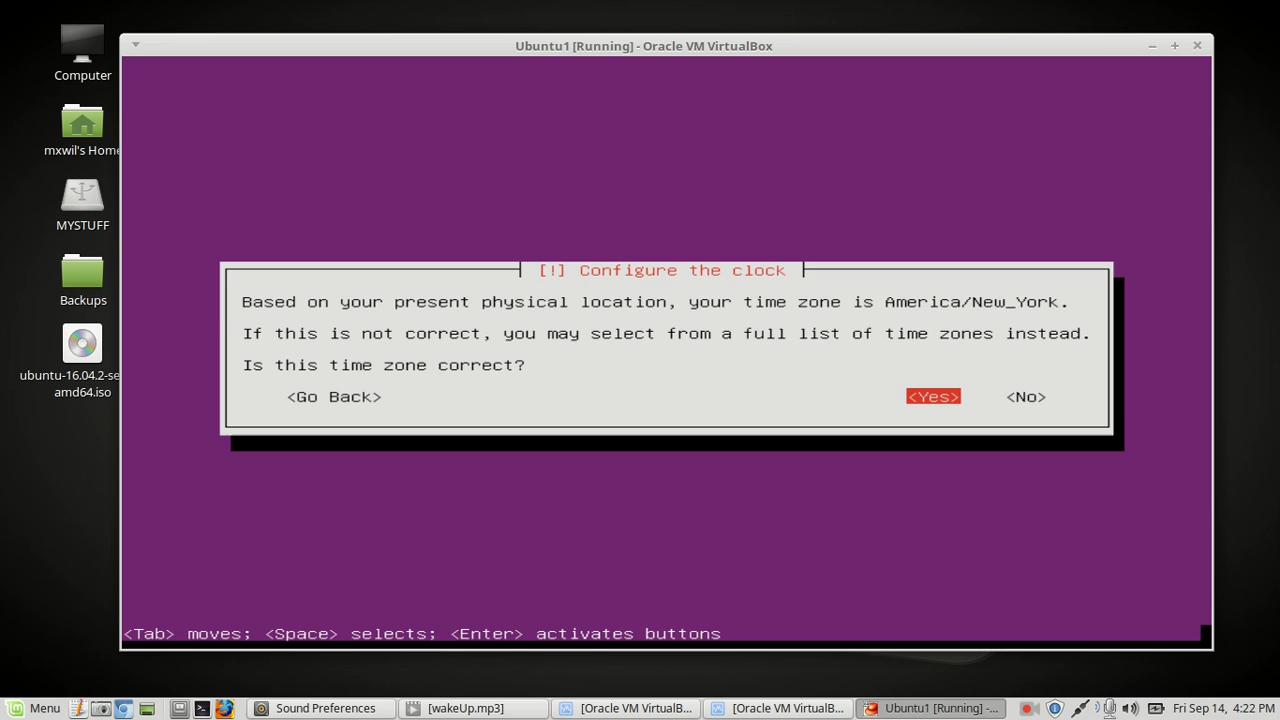 Ubuntu1 [Running] - Oracle VM VirtualBox
Computer
mxwil's Home
MYSTUFF
Backups
ubuntu-16.04.2-se
amd64.iso
[!] Configure the clock
Based on your present physical location, your time zone is America/New_York.
If this is not correct, you may select from a full list of time zones instead.
Is this time zone correct?
<Go Back> <Yes> <No>
<Tab> moves; <Space> selects; <Enter> activates buttons
Menu Sound Preferences [wakeUp.mp3] [Oracle VM VirtualB... [Oracle VM VirtualB... Ubuntu1 [Running] -... Fri Sep 14, 4:22 PM